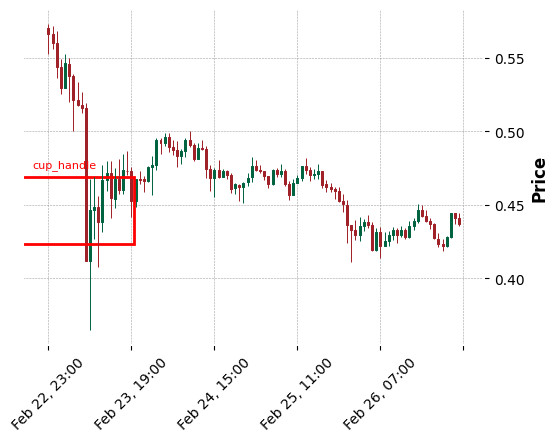 cup_handle
0.55
0.50
0.45
0.40
Price
Feb 22, 23:00
Feb 23, 19:00
Feb 24, 15:00
Feb 25, 11:00
Feb 26, 07:00